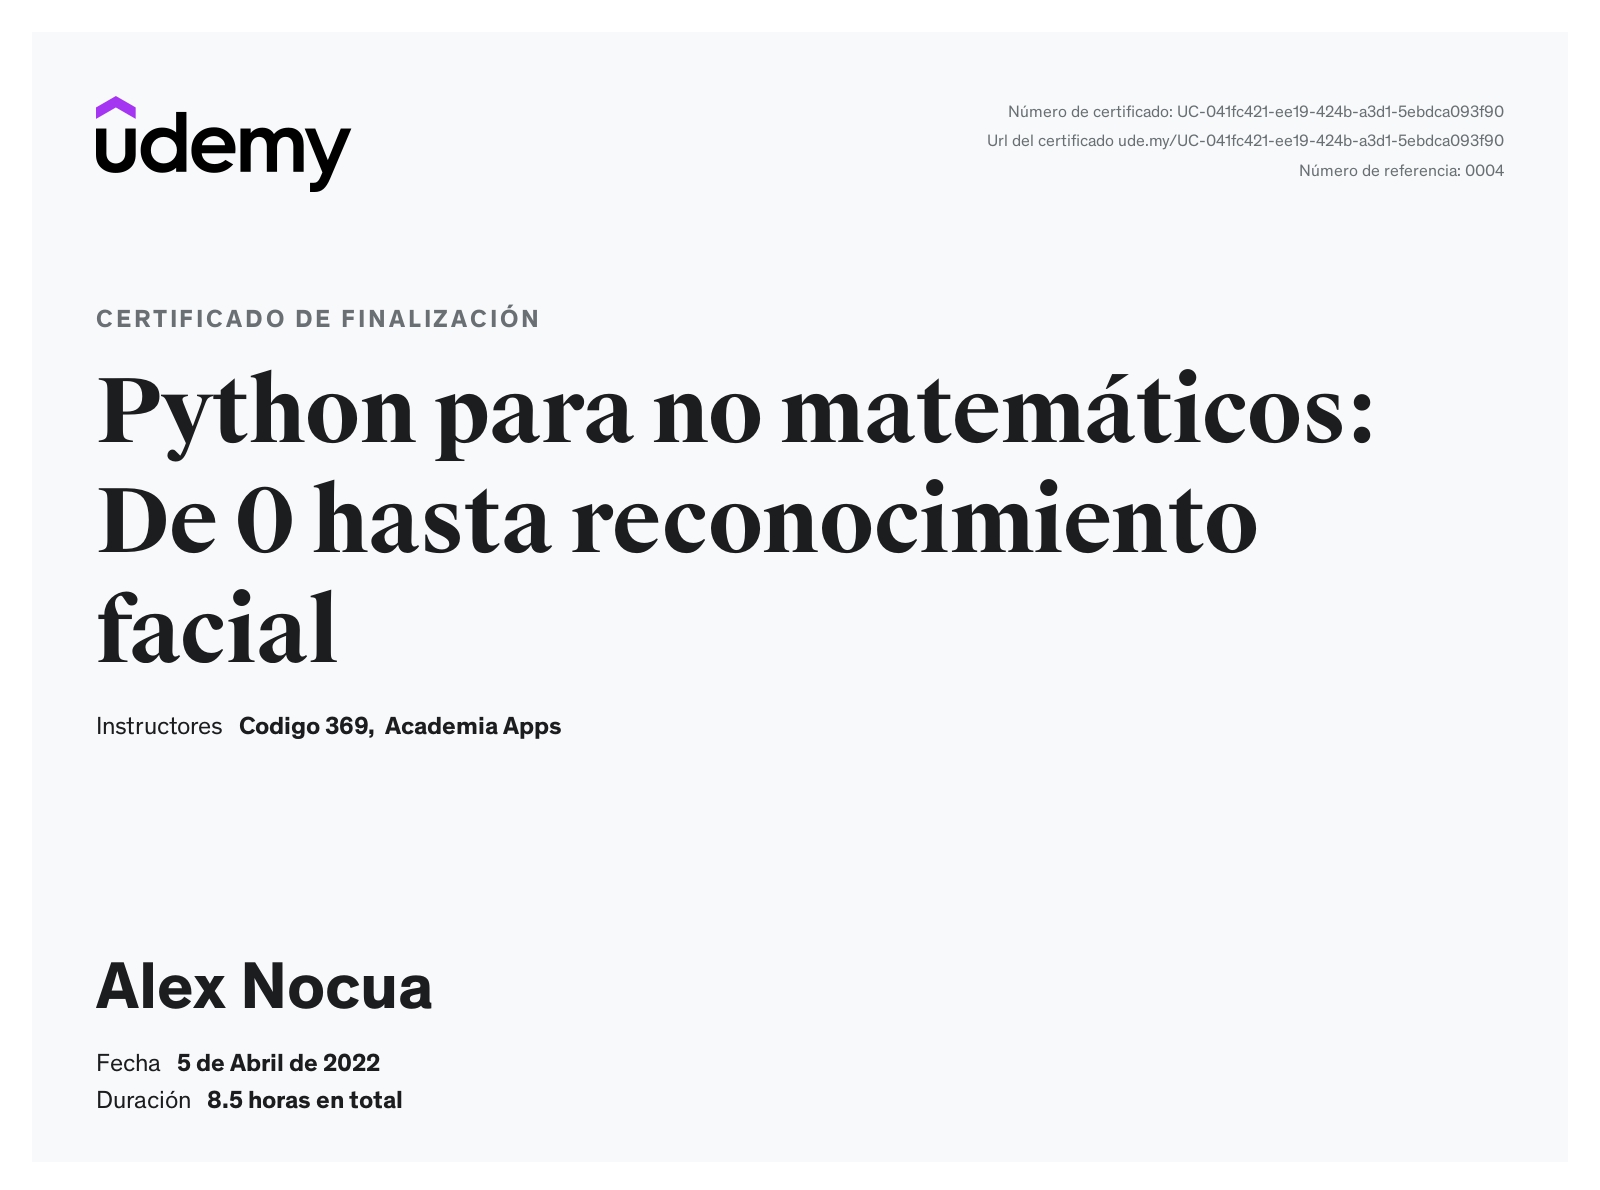 udemy
Número de certificado: UC-041fc421-ee19-424b-a3d1-5ebdca093f90
Url del certificado ude.my/UC-041fc421-ee19-424b-a3d1-5ebdca093f90
Número de referencia: 0004
CERTIFICADO DE FINALIZACIÓN
Python para no matemáticos:
De 0 hasta reconocimiento
facial
Instructores Codigo 369, Academia Apps
Alex Nocua
Fecha 5 de Abril de 2022
Duración 8.5 horas en total